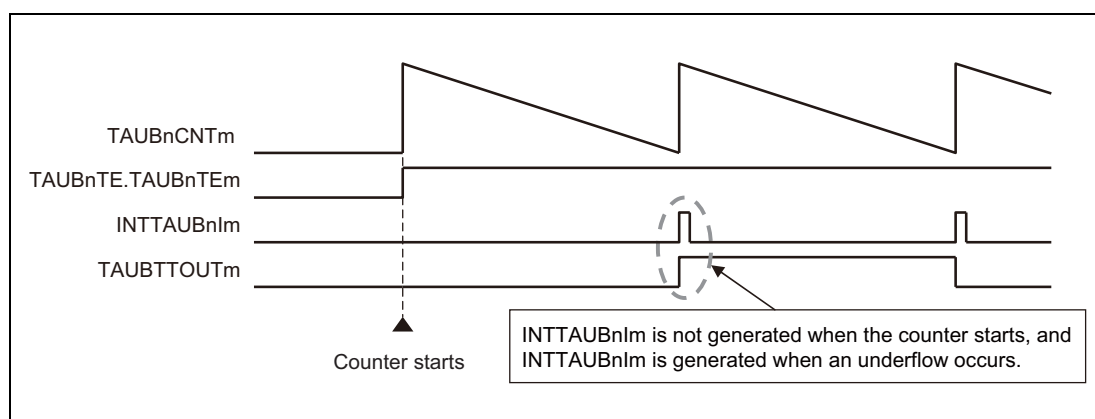 TAUBnCNTm
TAUBnTE.TAUBnTEm
INTTAUBnIm
TAUBTTOUTm
Counter starts
INTTAUBnIm is not generated when the counter starts, and
INTTAUBnIm is generated when an underflow occurs.